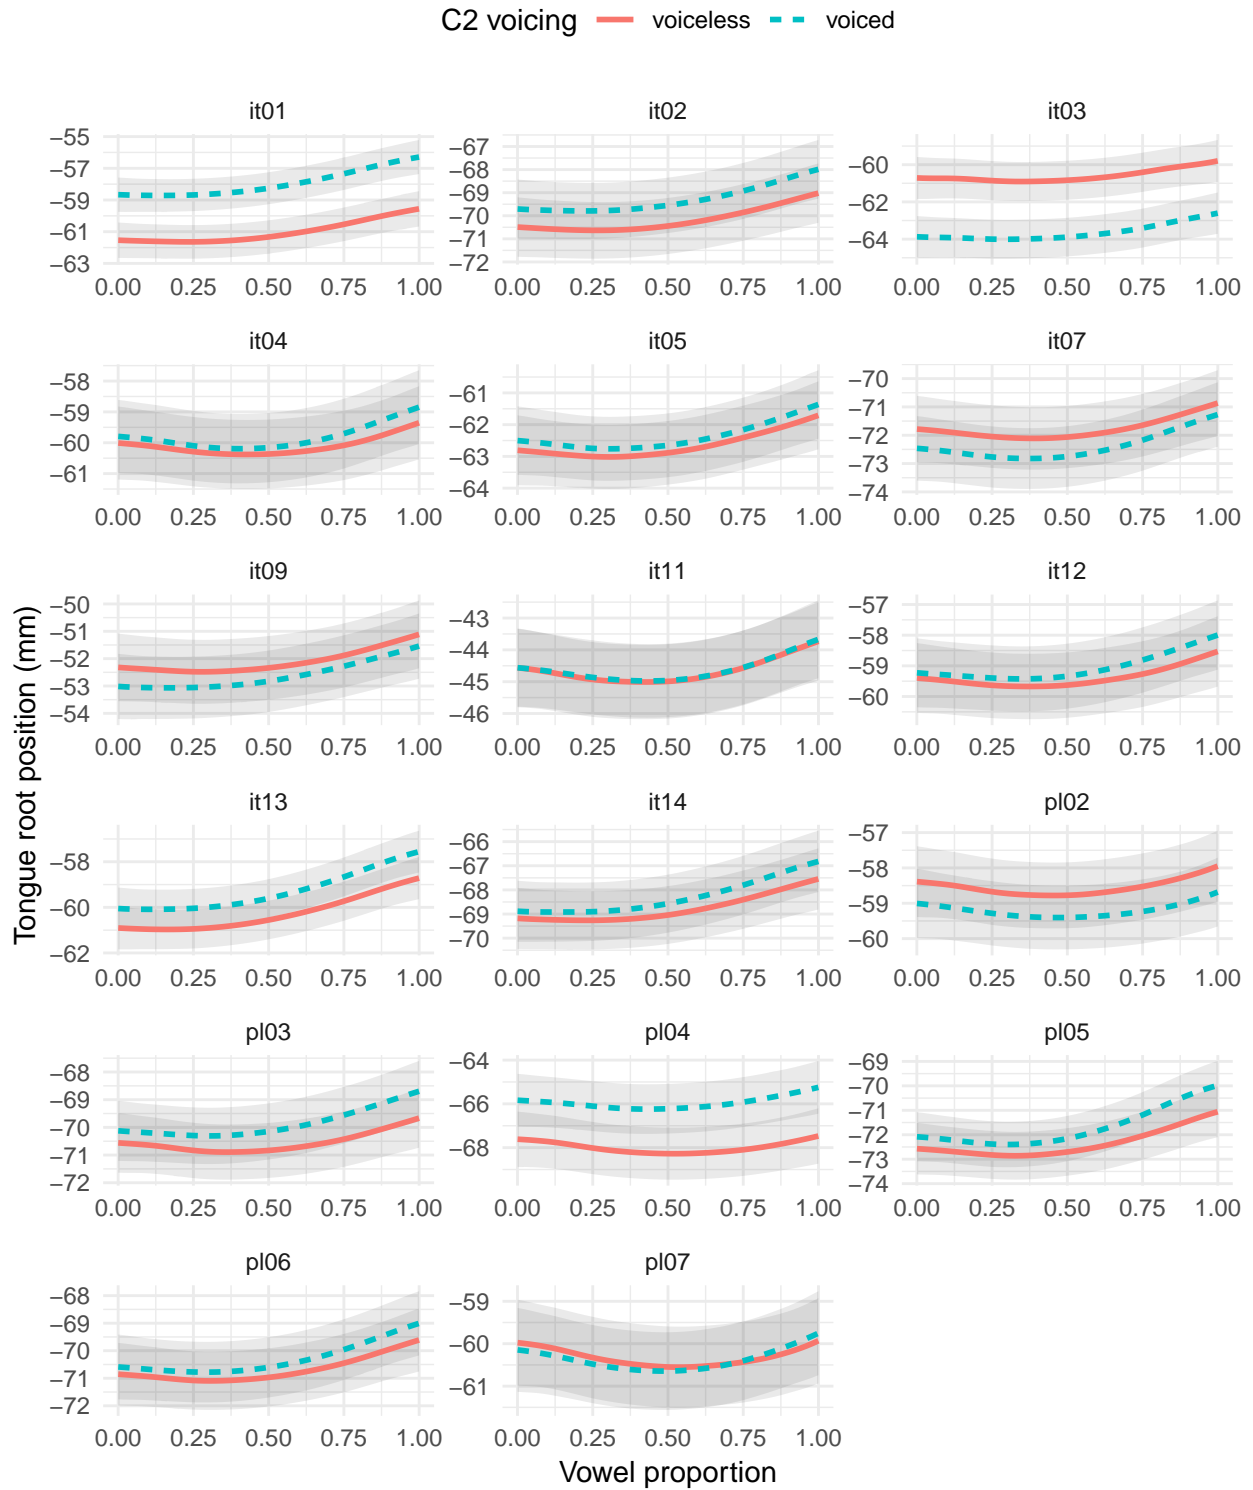 C2 voicing voiceless voiced
it01 it02 it03
−55
−57
−59
−61
−63
0.00 0.25 0.50 0.75 1.00
−67
−68
−69
−70
−71
−72
0.00 0.25 0.50 0.75 1.00
−60
−62
−64
0.00 0.25 0.50 0.75 1.00
it04 it05 it07
−58
−59
−60
−61
0.00 0.25 0.50 0.75 1.00
−61
−62
−63
−64
0.00 0.25 0.50 0.75 1.00
−70
−71
−72
−73
−74
0.00 0.25 0.50 0.75 1.00
it09 it11 it12
−50
−51
−52
−53
−54
0.00 0.25 0.50 0.75 1.00
−43
−44
−45
−46
0.00 0.25 0.50 0.75 1.00
−57
−58
−59
−60
0.00 0.25 0.50 0.75 1.00
Tongue root position (mm)
it13 it14 pl02
−58
−60
−62
0.00 0.25 0.50 0.75 1.00
−66
−67
−68
−69
−70
0.00 0.25 0.50 0.75 1.00
−57
−58
−59
−60
0.00 0.25 0.50 0.75 1.00
pl03 pl04 pl05
−68
−69
−70
−71
−72
0.00 0.25 0.50 0.75 1.00
−64
−66
−68
0.00 0.25 0.50 0.75 1.00
−69
−70
−71
−72
−73
−74
0.00 0.25 0.50 0.75 1.00
pl06 pl07
−68
−69
−70
−71
−72
0.00 0.25 0.50 0.75 1.00
−59
−60
−61
0.00 0.25 0.50 0.75 1.00
Vowel proportion